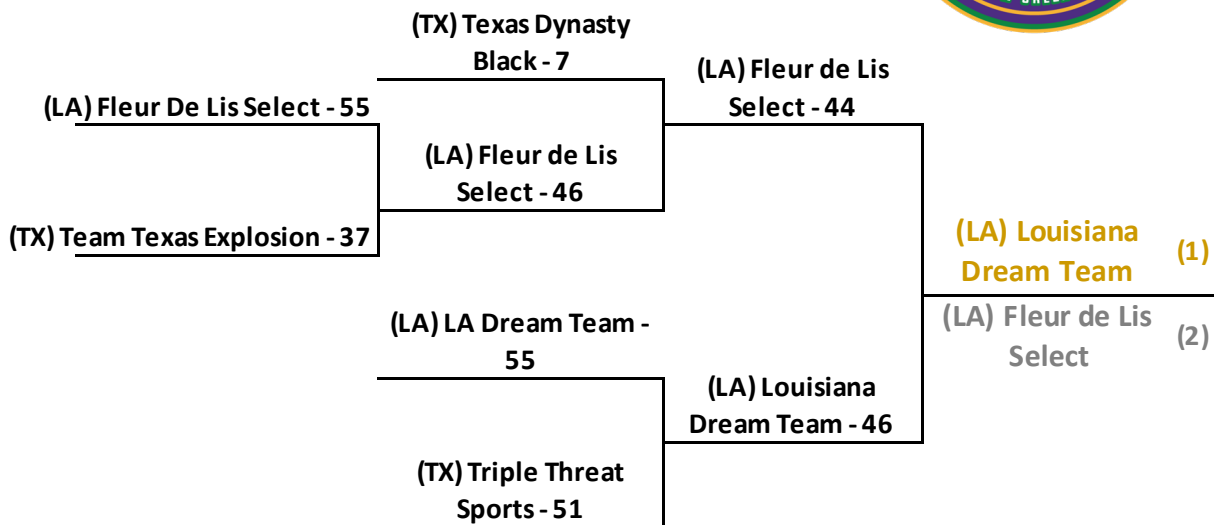 (TX) Texas Dynasty
Black - 7
(LA) Fleur de Lis
Select - 44
(LA) Fleur De Lis Select - 55
(LA) Fleur de Lis
Select - 46
(TX) Team Texas Explosion - 37
(LA) Louisiana
Dream Team (1)
(LA) Fleur de Lis
Select (2)
(LA) LA Dream Team -
55
(LA) Louisiana
Dream Team - 46
(TX) Triple Threat
Sports - 51